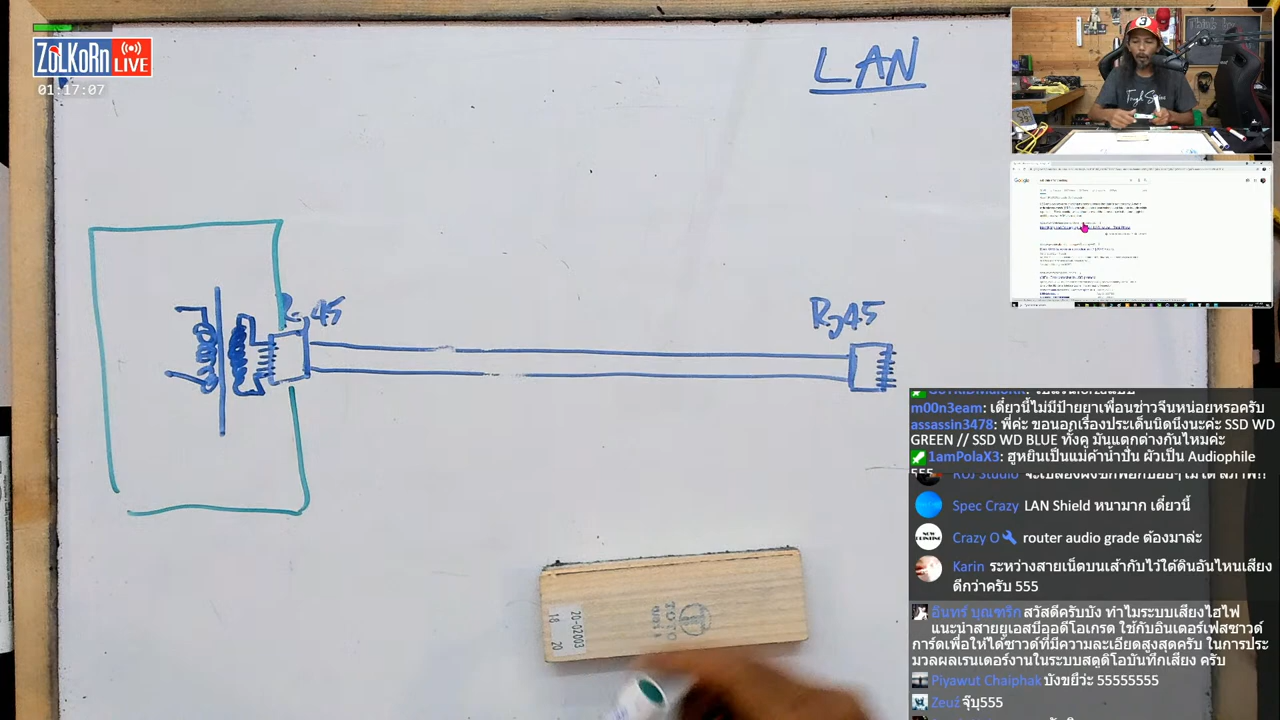 ZOLKORN LIVE
01:17:07
LAN
RJ45
RJ45
3
Google
TOTO
20-02003
m00n3eam: เดี๋ยวนี้ไม่มีป้ายยาเพื่อนชาวจีนหน่อยหรอครับ
assassin3478: พี่ค่ะ ขอนอกเรื่องประเด็นนิดนึงนะค่ะ SSD WD
GREEN // SSD WD BLUE ทั้งคู่ มันแตกต่างกันไหมค่ะ
1amPolaX3: ฮูหยินเป็นแม่ค้าน้ำปั่น ผัวเป็น Audiophile
555
Spec Crazy LAN Shield หนามาก เดี๋ยวนี้
Crazy O router audio grade ต้องมาล่ะ
Karin ระหว่างสายเน็ตบนเส้ากับไว้ใต้ดินอันไหนเสียง
ดีกว่าครับ 555
อินทร์ บุณฑริก สวัสดีครับบัง ทำไมระบบเสียงไฮไฟ
แนะนำสายยูเอสบีออดีโอเกรด ใช้กับอินเตอร์เฟสซาวด์
การ์ดเพื่อให้ได้ซาวด์ที่มีความละเอียดสูงสุดครับ ในการประ
มวลผลเรนเดอร์งานในระบบสตูดิโอบันทึกเสียง ครับ
Piyawut Chaiphak บังขยี้ว่ะ 55555555
Zeuz จุ๊บ555